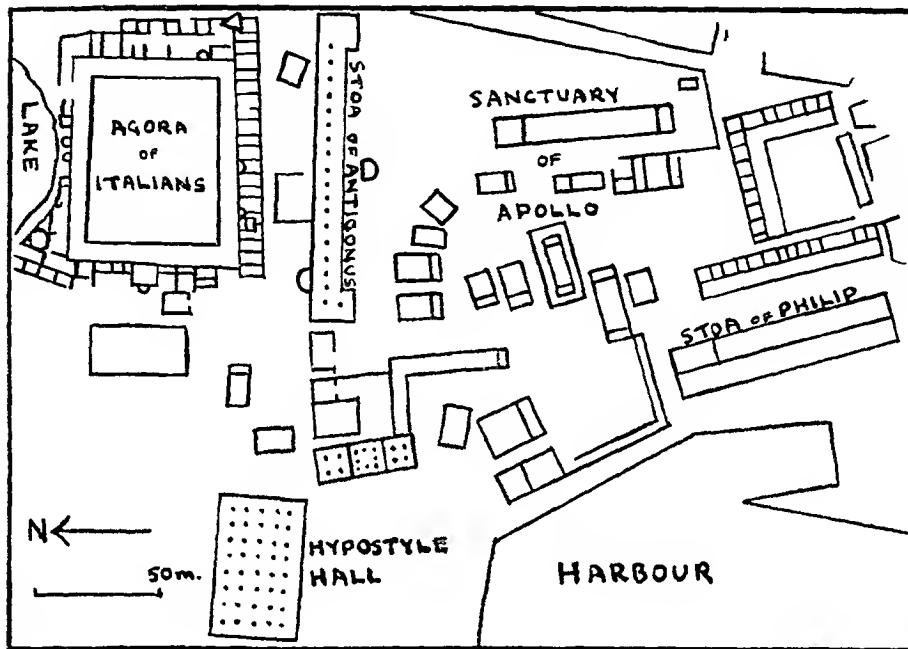 LAKE
AGORA
OF
ITALIANS
STOA OF ANTIGONUS
SANCTUARY
OF
APOLLO
STOA OF PHILIP
N
50m.
HYPOSTYLE
HALL
HARBOUR